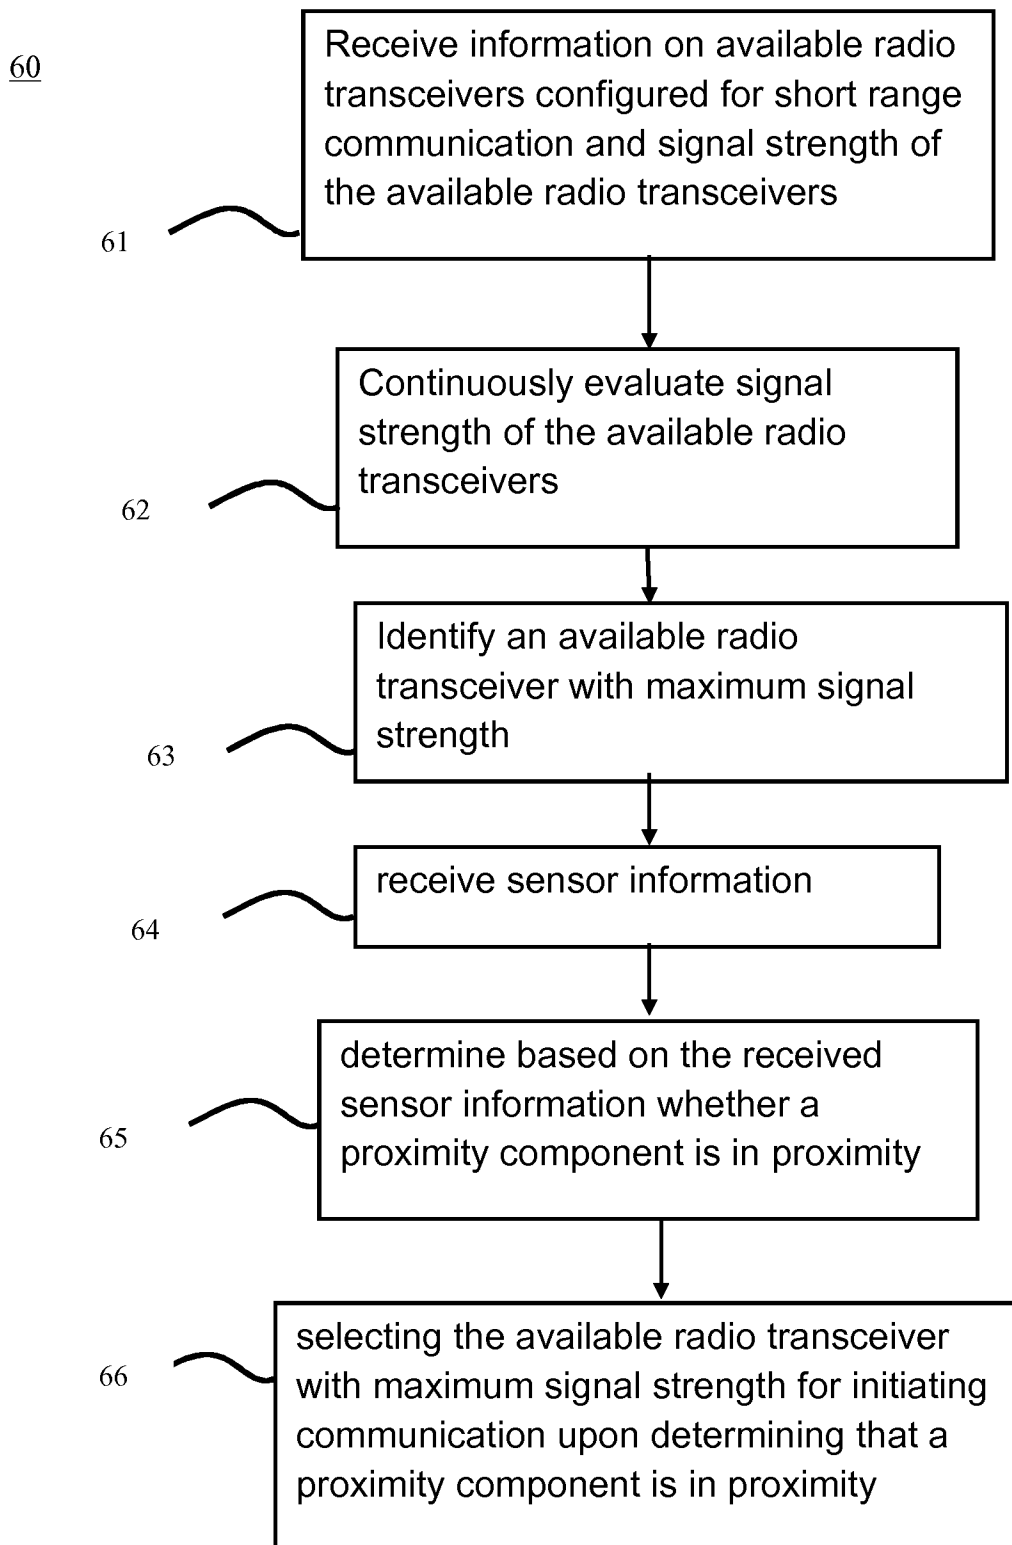 60
Receive information on available radio
transceivers configured for short range
communication and signal strength of
the available radio transceivers
61
Continuously evaluate signal
strength of the available radio
transceivers
62
Identify an available radio
transceiver with maximum signal
strength
63
receive sensor information
64
determine based on the received
sensor information whether a
proximity component is in proximity
65
selecting the available radio transceiver
with maximum signal strength for initiating
communication upon determining that a
proximity component is in proximity
66